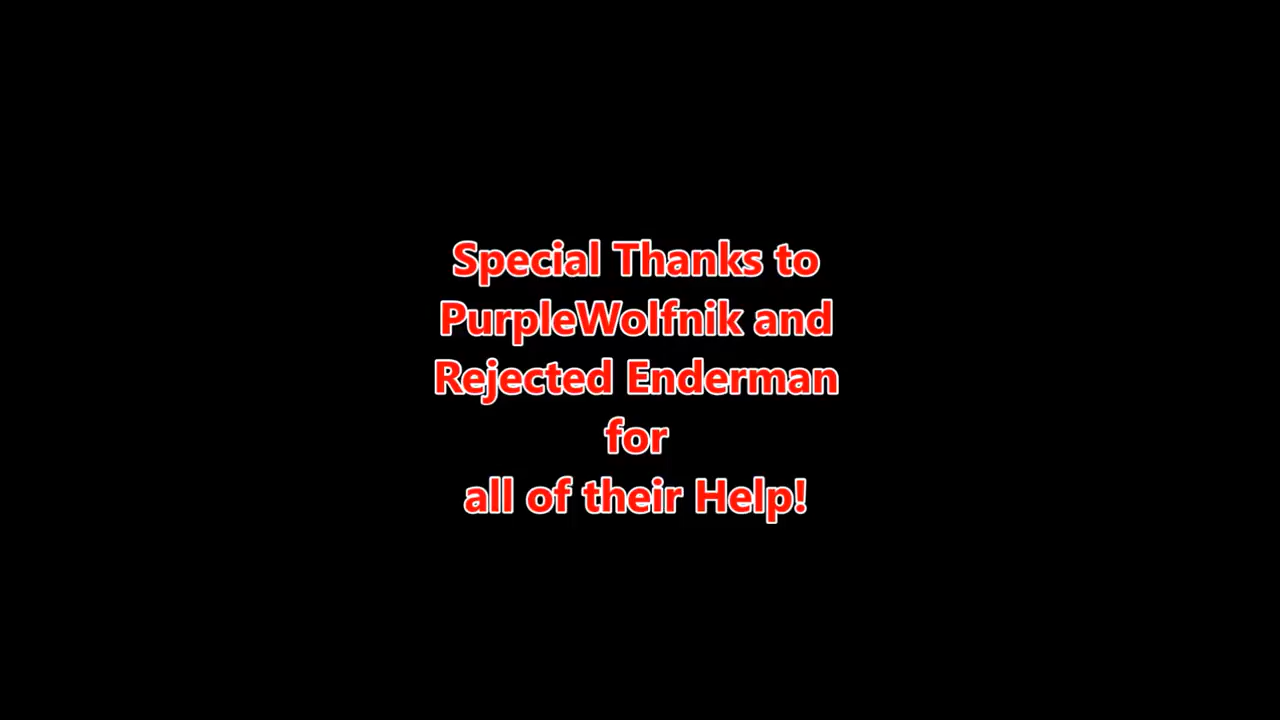 Special Thanks to
PurpleWolfnik and
Rejected Enderman
for
all of their Help!